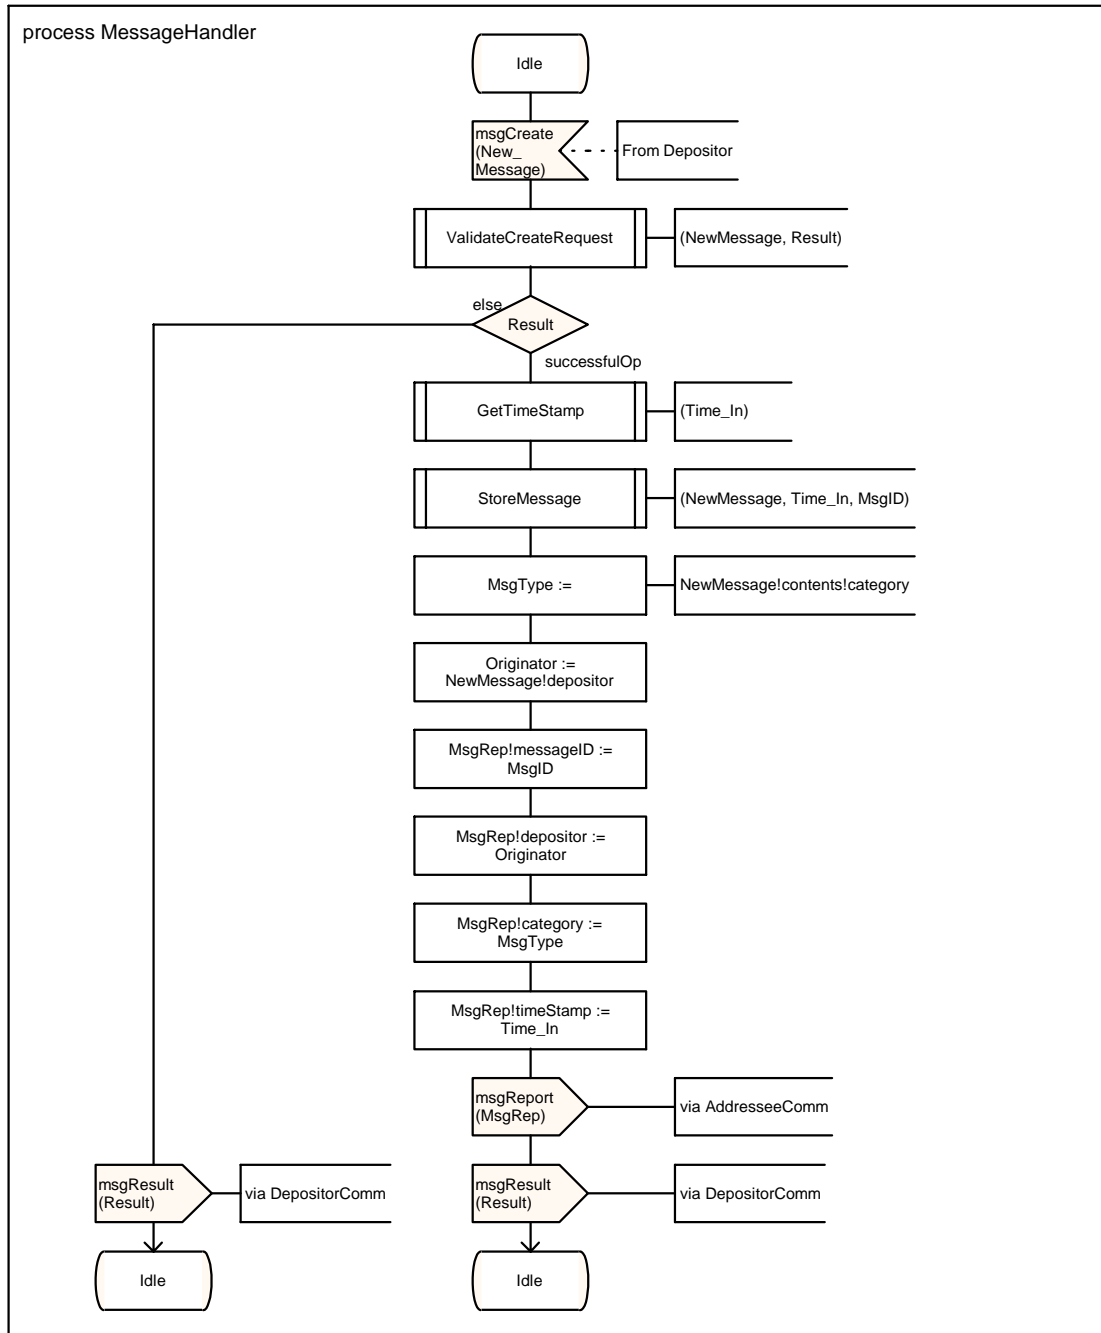 process MessageHandler
Idle
msgCreate
(New_
Message)
From Depositor
ValidateCreateRequest
(NewMessage, Result)
else
Result
successfulOp
GetTimeStamp
(Time_In)
StoreMessage
(NewMessage, Time_In, MsgID)
MsgType :=
NewMessage!contents!category
Originator :=
NewMessage!depositor
MsgRep!messageID :=
MsgID
MsgRep!depositor :=
Originator
MsgRep!category :=
MsgType
MsgRep!timeStamp :=
Time_In
msgReport
(MsgRep)
via AddresseeComm
msgResult
(Result)
via DepositorComm
msgResult
(Result)
via DepositorComm
Idle
Idle